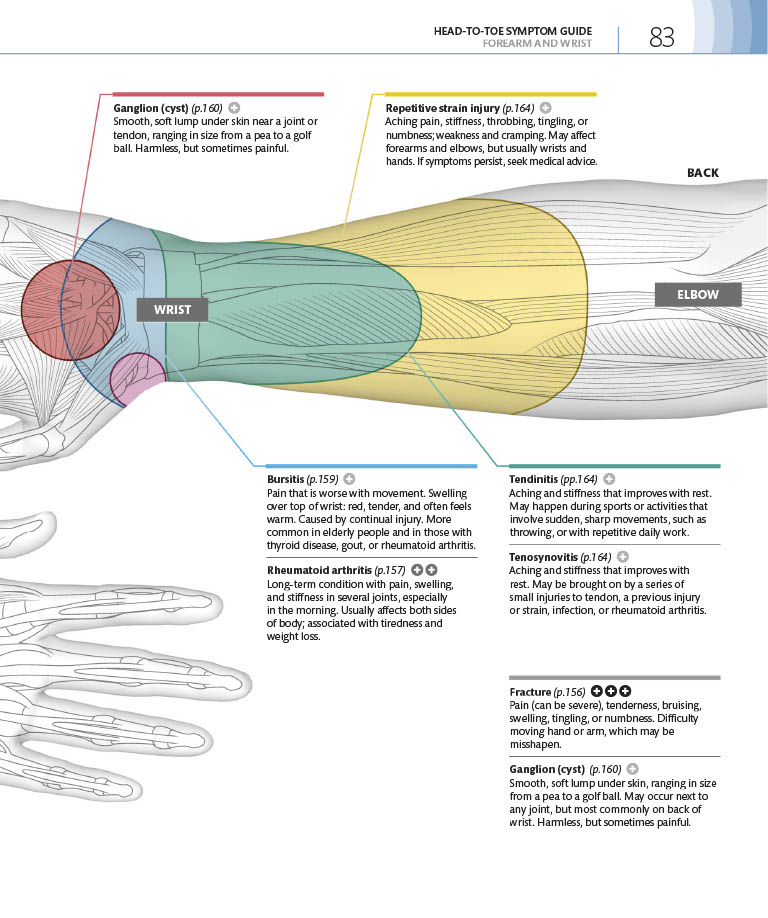 HEAD-TO-TOE SYMPTOM GUIDE
FOREARM AND WRIST
83
Ganglion (cyst) (p.160)
Smooth, soft lump under skin near a joint or
tendon, ranging in size from a pea to a golf
ball. Harmless, but sometimes painful.
Repetitive strain injury (p.164)
Aching pain, stiffness, throbbing, tingling, or
numbness; weakness and cramping. May affect
forearms and elbows, but usually wrists and
hands. If symptoms persist, seek medical advice.
BACK
WRIST
ELBOW
Bursitis (p.159)
Pain that is worse with movement. Swelling
over top of wrist: red, tender, and often feels
warm. Caused by continual injury. More
common in elderly people and in those with
thyroid disease, gout, or rheumatoid arthritis.
Rheumatoid arthritis (p.157)
Long-term condition with pain, swelling,
and stiffness in several joints, especially
in the morning. Usually affects both sides
of body; associated with tiredness and
weight loss.
Tendinitis (pp.164)
Aching and stiffness that improves with rest.
May happen during sports or activities that
involve sudden, sharp movements, such as
throwing, or with repetitive daily work.
Tenosynovitis (p.164)
Aching and stiffness that improves with
rest. May be brought on by a series of
small injuries to tendon, a previous injury
or strain, infection, or rheumatoid arthritis.
Fracture (p.156)
Pain (can be severe), tenderness, bruising,
swelling, tingling, or numbness. Difficulty
moving hand or arm, which may be
misshapen.
Ganglion (cyst) (p.160)
Smooth, soft lump under skin, ranging in size
from a pea to a golf ball. May occur next to
any joint, but most commonly on back of
wrist. Harmless, but sometimes painful.